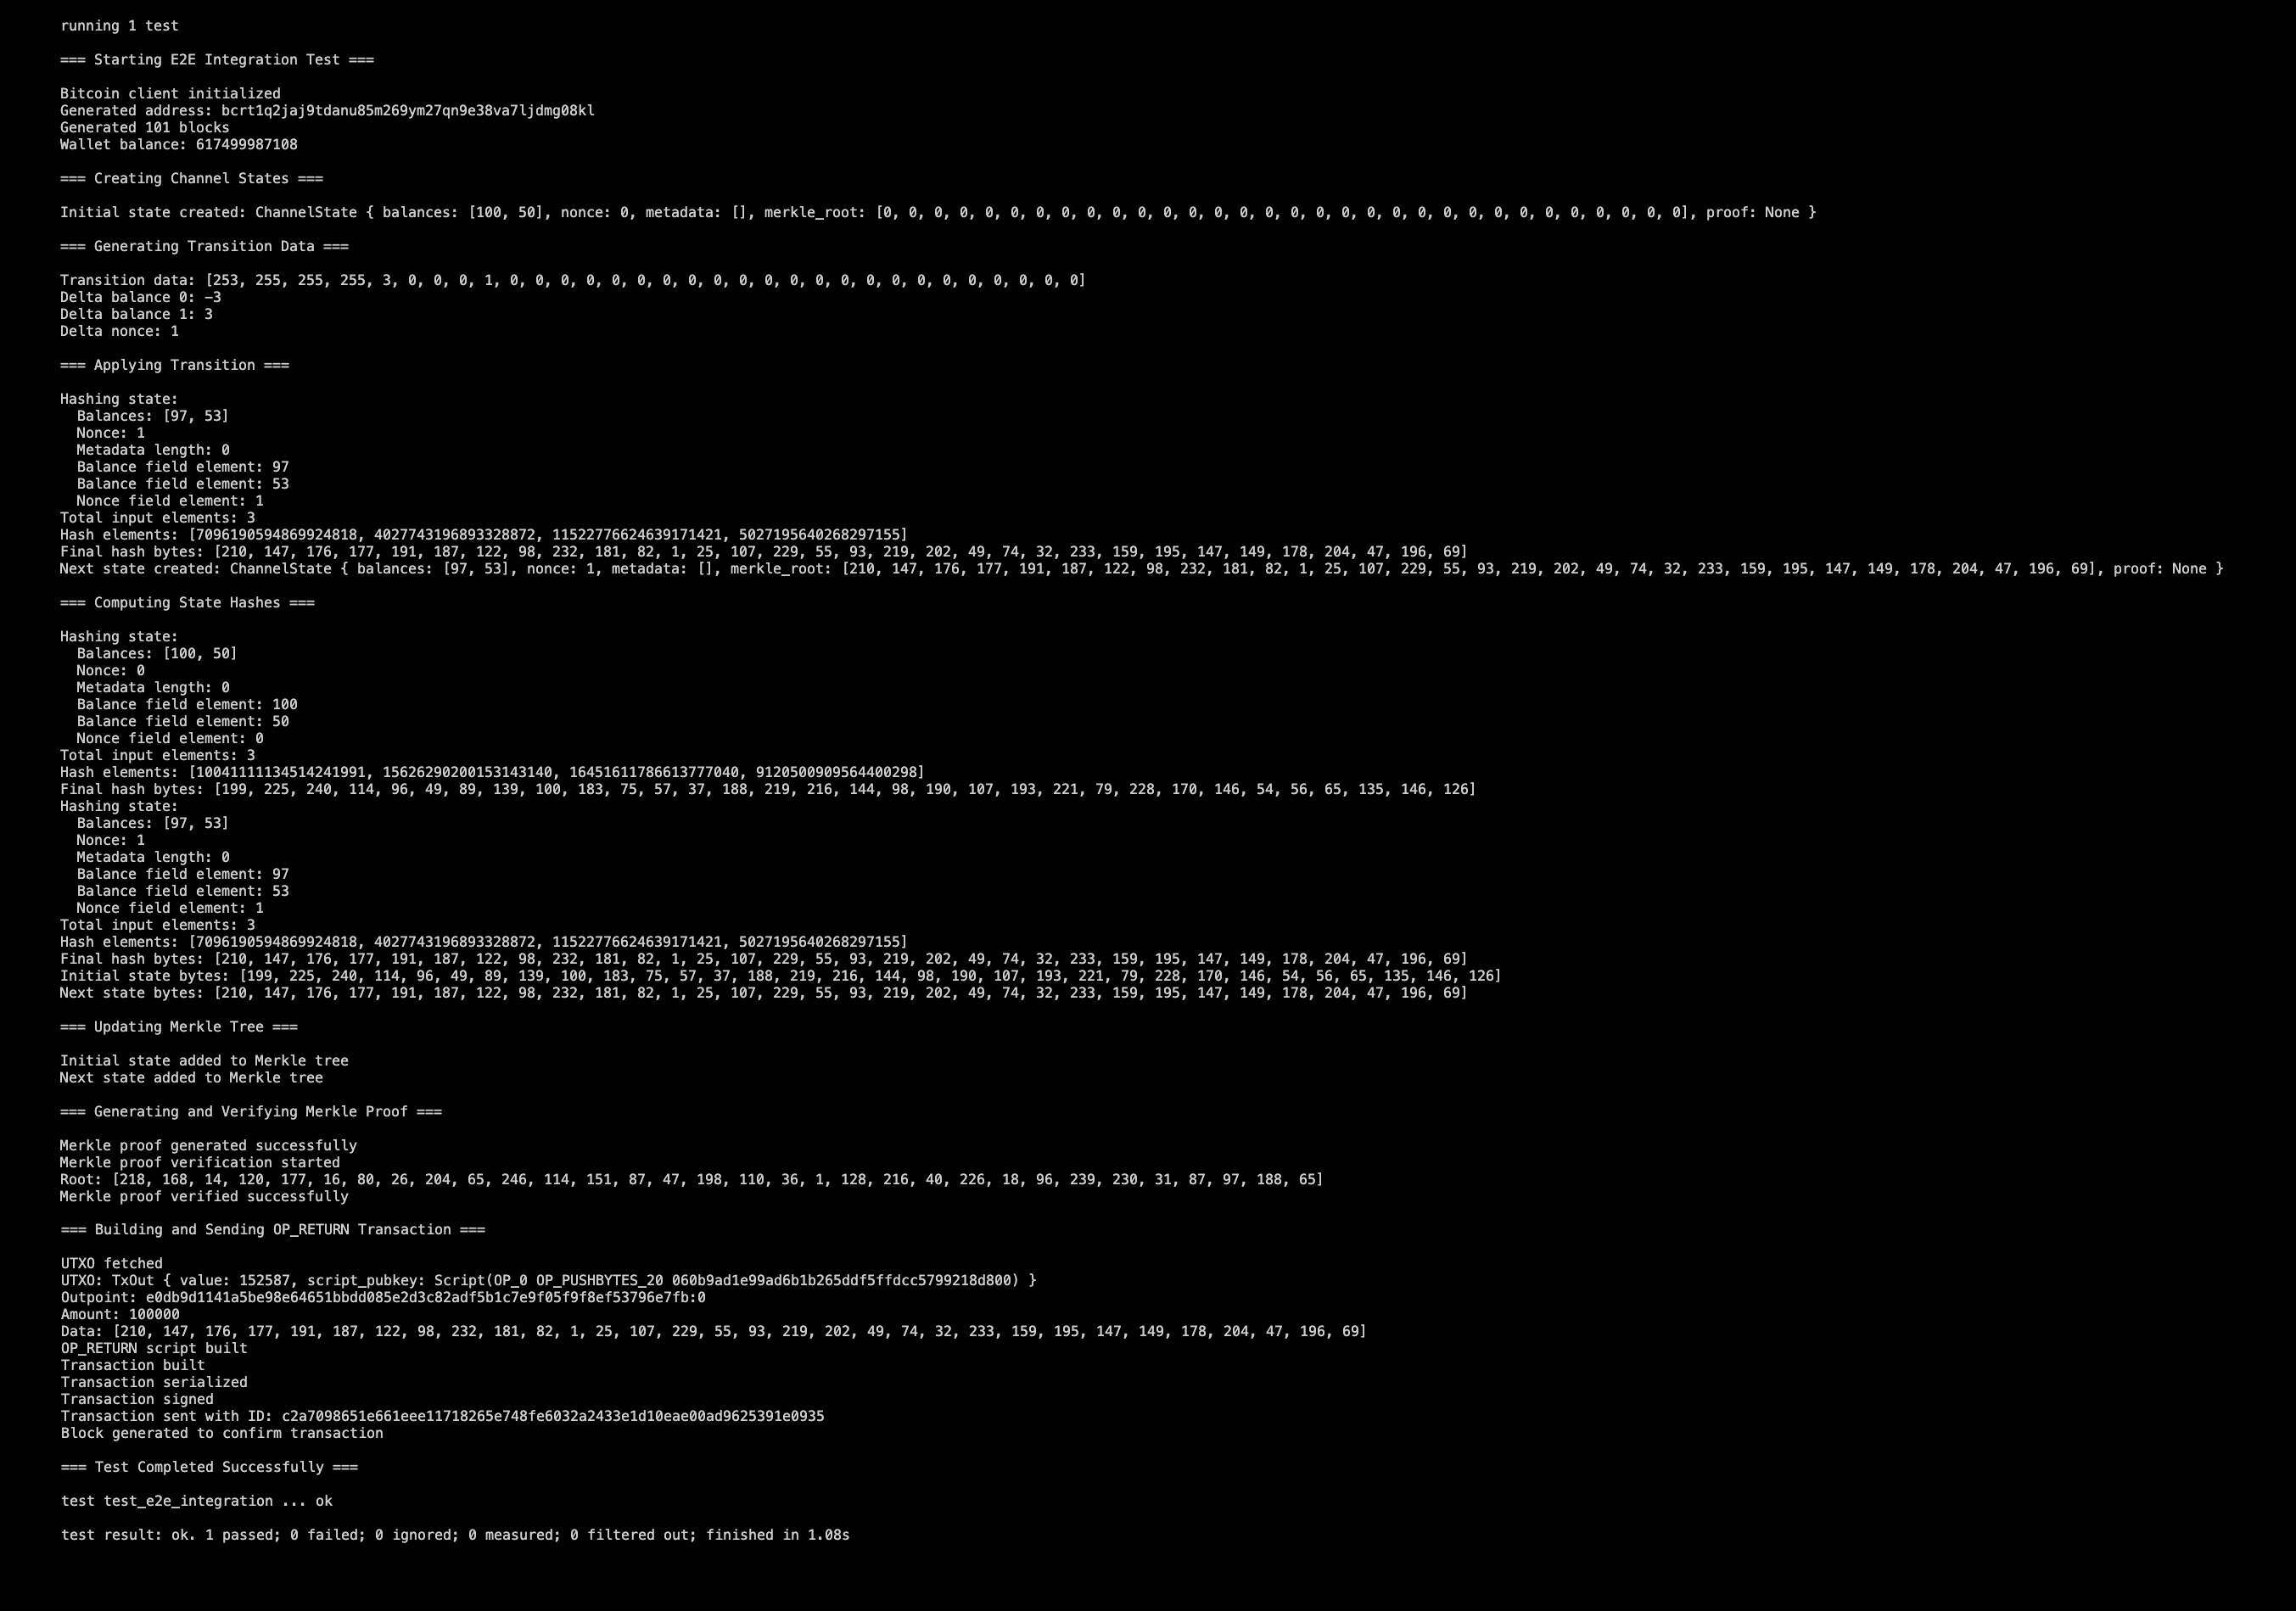 running 1 test
=== Starting E2E Integration Test ===
Bitcoin client initialized
Generated address: bcrt1q2jaj9tdanu85m269ym27qn9e38va7ljdmg08kl
Generated 101 blocks
Wallet balance: 617499987108
=== Creating Channel States ===
Initial state created: ChannelState { balances: [100, 50], nonce: 0, metadata: [], merkle_root: [0, 0, 0, 0, 0, 0, 0, 0, 0, 0, 0, 0, 0, 0, 0, 0, 0, 0, 0, 0, 0, 0, 0, 0, 0, 0, 0, 0, 0, 0, 0, 0], proof: None }
=== Generating Transition Data ===
Transition data: [253, 255, 255, 255, 3, 0, 0, 0, 1, 0, 0, 0, 0, 0, 0, 0, 0, 0, 0, 0, 0, 0, 0, 0, 0, 0, 0, 0, 0, 0, 0, 0]
Delta balance 0: -3
Delta balance 1: 3
Delta nonce: 1
=== Applying Transition ===
Hashing state:
Balances: [97, 53]
Nonce: 1
Metadata length: 0
Balance field element: 97
Balance field element: 53
Nonce field element: 1
Total input elements: 3
Hash elements: [7096190594869924818, 4027743196893328872, 11522776624639171421, 5027195640268297155]
Final hash bytes: [210, 147, 176, 177, 191, 187, 122, 98, 232, 181, 82, 1, 25, 107, 229, 55, 93, 219, 202, 49, 74, 32, 233, 159, 195, 147, 149, 178, 204, 47, 196, 69]
Next state created: ChannelState { balances: [97, 53], nonce: 1, metadata: [], merkle_root: [210, 147, 176, 177, 191, 187, 122, 98, 232, 181, 82, 1, 25, 107, 229, 55, 93, 219, 202, 49, 74, 32, 233, 159, 195, 147, 149, 178, 204, 47, 196, 69], proof: None }
=== Computing State Hashes ===
Hashing state:
Balances: [100, 50]
Nonce: 0
Metadata length: 0
Balance field element: 100
Balance field element: 50
Nonce field element: 0
Total input elements: 3
Hash elements: [10041111134514241991, 15626290200153143140, 16451611786613777040, 9120500909564400298]
Final hash bytes: [199, 225, 240, 114, 96, 49, 89, 139, 100, 183, 75, 57, 37, 188, 219, 216, 144, 98, 190, 107, 193, 221, 79, 228, 170, 146, 54, 56, 65, 135, 146, 126]
Hashing state:
Balances: [97, 53]
Nonce: 1
Metadata length: 0
Balance field element: 97
Balance field element: 53
Nonce field element: 1
Total input elements: 3
Hash elements: [7096190594869924818, 4027743196893328872, 11522776624639171421, 5027195640268297155]
Final hash bytes: [210, 147, 176, 177, 191, 187, 122, 98, 232, 181, 82, 1, 25, 107, 229, 55, 93, 219, 202, 49, 74, 32, 233, 159, 195, 147, 149, 178, 204, 47, 196, 69]
Initial state bytes: [199, 225, 240, 114, 96, 49, 89, 139, 100, 183, 75, 57, 37, 188, 219, 216, 144, 98, 190, 107, 193, 221, 79, 228, 170, 146, 54, 56, 65, 135, 146, 126]
Next state bytes: [210, 147, 176, 177, 191, 187, 122, 98, 232, 181, 82, 1, 25, 107, 229, 55, 93, 219, 202, 49, 74, 32, 233, 159, 195, 147, 149, 178, 204, 47, 196, 69]
=== Updating Merkle Tree ===
Initial state added to Merkle tree
Next state added to Merkle tree
=== Generating and Verifying Merkle Proof ===
Merkle proof generated successfully
Merkle proof verification started
Root: [218, 168, 14, 120, 177, 16, 80, 26, 204, 65, 246, 114, 151, 87, 47, 198, 110, 36, 1, 128, 216, 40, 226, 18, 96, 239, 230, 31, 87, 97, 188, 65]
Merkle proof verified successfully
=== Building and Sending OP_RETURN Transaction ===
UTXO fetched
UTXO: TxOut { value: 152587, script_pubkey: Script(OP_0 OP_PUSHBYTES_20 060b9ad1e99ad6b1b265ddf5ffdcc5799218d800) }
Outpoint: e0db9d1141a5be98e64651bbdd085e2d3c82adf5b1c7e9f05f9f8ef53796e7fb:0
Amount: 100000
Data: [210, 147, 176, 177, 191, 187, 122, 98, 232, 181, 82, 1, 25, 107, 229, 55, 93, 219, 202, 49, 74, 32, 233, 159, 195, 147, 149, 178, 204, 47, 196, 69]
OP_RETURN script built
Transaction built
Transaction serialized
Transaction signed
Transaction sent with ID: c2a7098651e661eee11718265e748fe6032a2433e1d10eae00ad9625391e0935
Block generated to confirm transaction
=== Test Completed Successfully ===
test test_e2e_integration ... ok
test result: ok. 1 passed; 0 failed; 0 ignored; 0 measured; 0 filtered out; finished in 1.08s